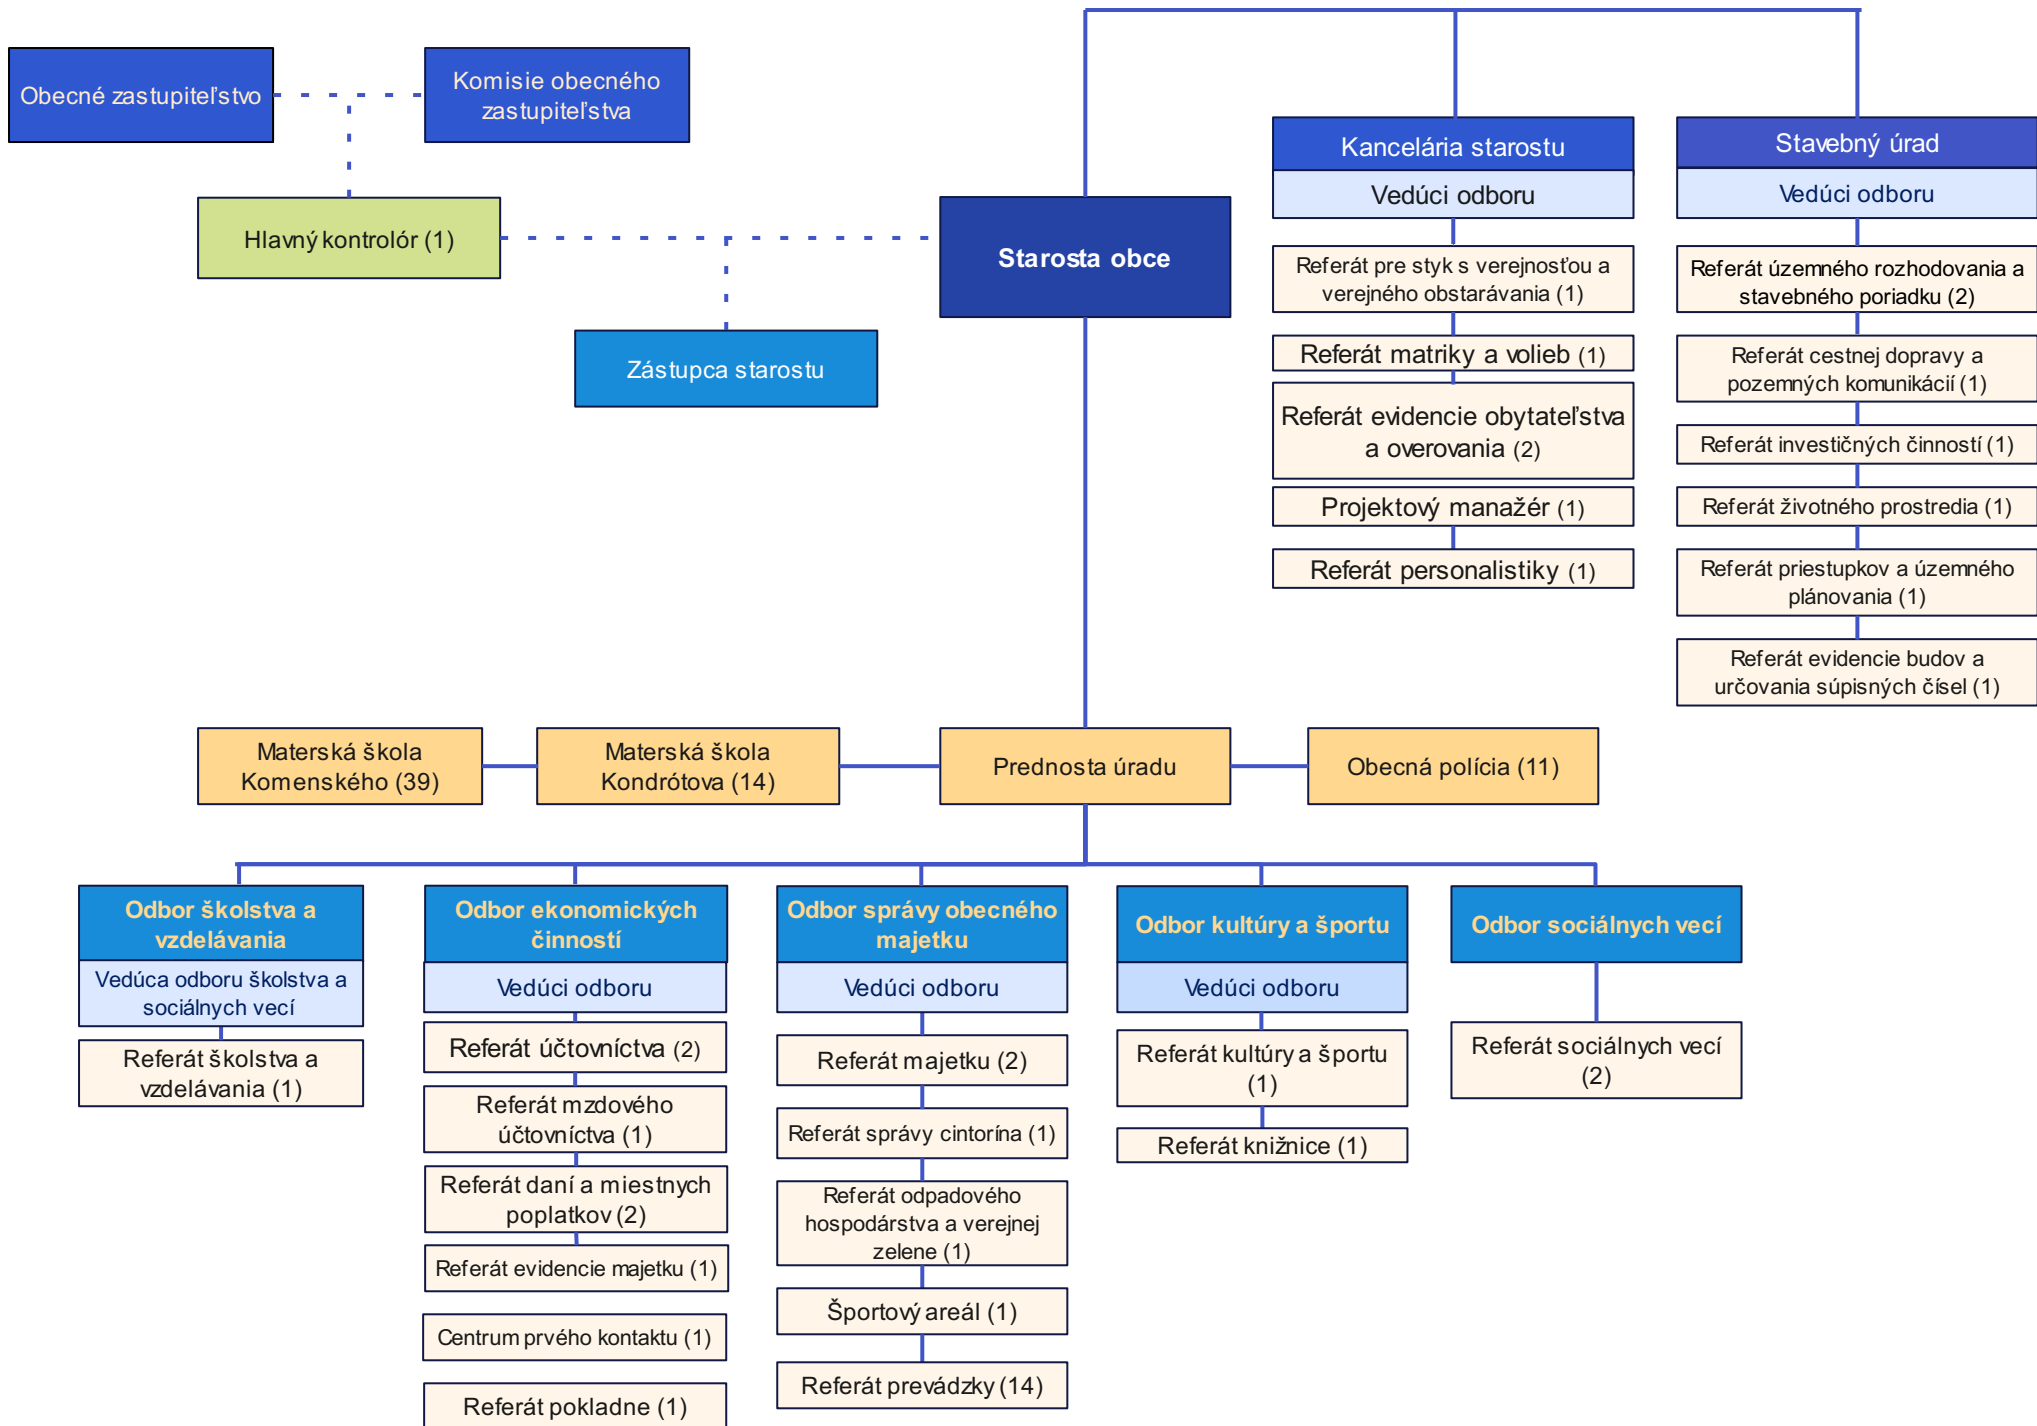 Obecné zastupiteľstvo
Komisie obecného
zastupiteľstva
Hlavný kontrolór (1)
Starosta obce
Zástupca starostu
Kancelária starostu
Vedúci odboru
Referát pre styk s verejnosťou a
verejného obstarávania (1)
Referát matriky a volieb (1)
Referát evidencie obytateľstva
a overovania (2)
Projektový manažér (1)
Referát personalistiky (1)
Stavebný úrad
Vedúci odboru
Referát územného rozhodovania a
stavebného poriadku (2)
Referát cestnej dopravy a
pozemných komunikácií (1)
Referát investičných činností (1)
Referát životného prostredia (1)
Referát priestupkov a územného
plánovania (1)
Referát evidencie budov a
určovania súpisných čísel (1)
Materská škola
Komenského (39)
Materská škola
Kondrótova (14)
Prednosta úradu
Obecná polícia (11)
Odbor školstva a
vzdelávania
Vedúca odboru školstva a
sociálnych vecí
Referát školstva a
vzdelávania (1)
Odbor ekonomických
činností
Vedúci odboru
Referát účtovníctva (2)
Referát mzdového
účtovníctva (1)
Referát daní a miestnych
poplatkov (2)
Referát evidencie majetku (1)
Centrum prvého kontaktu (1)
Referát pokladne (1)
Odbor správy obecného
majetku
Vedúci odboru
Referát majetku (2)
Referát správy cintorína (1)
Referát odpadového
hospodárstva a verejnej
zelene (1)
Športový areál (1)
Referát prevádzky (14)
Odbor kultúry a športu
Vedúci odboru
Referát kultúry a športu
(1)
Referát knižnice (1)
Odbor sociálnych vecí
Referát sociálnych vecí
(2)